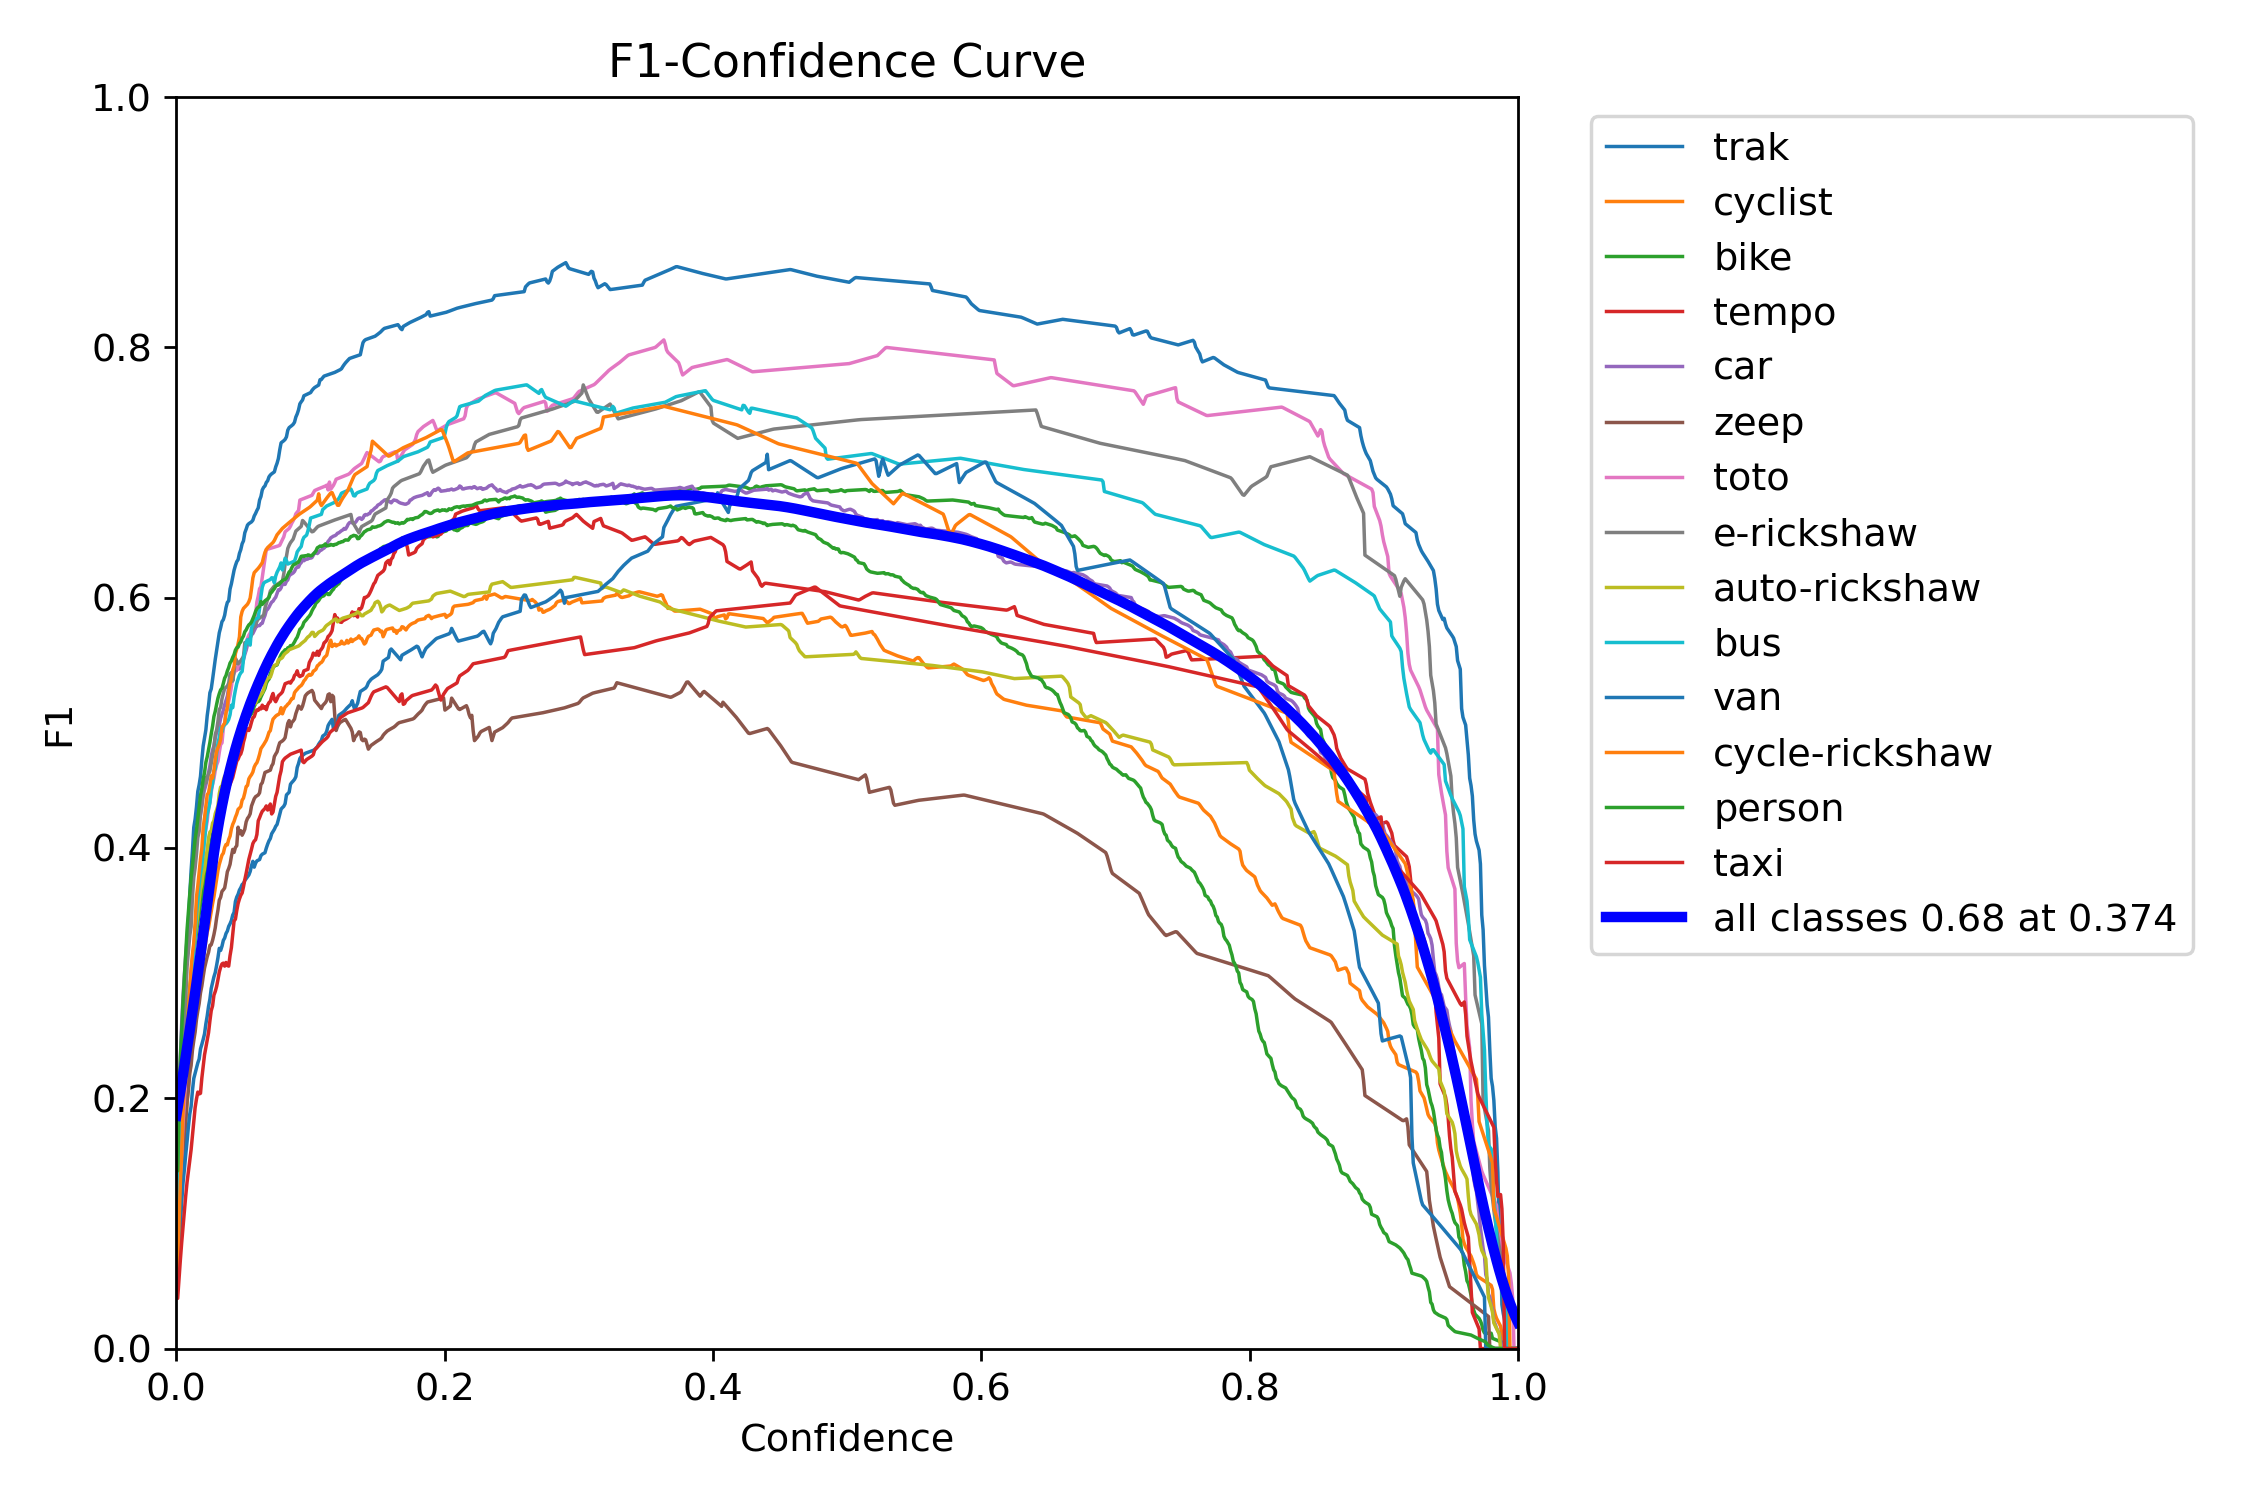 F1-Confidence Curve
F1
1.0
0.8
0.6
0.4
0.2
0.0
0.0 0.2 0.4 0.6 0.8 1.0
Confidence
trak
cyclist
bike
tempo
car
zeep
toto
e-rickshaw
auto-rickshaw
bus
van
cycle-rickshaw
person
taxi
all classes 0.68 at 0.374